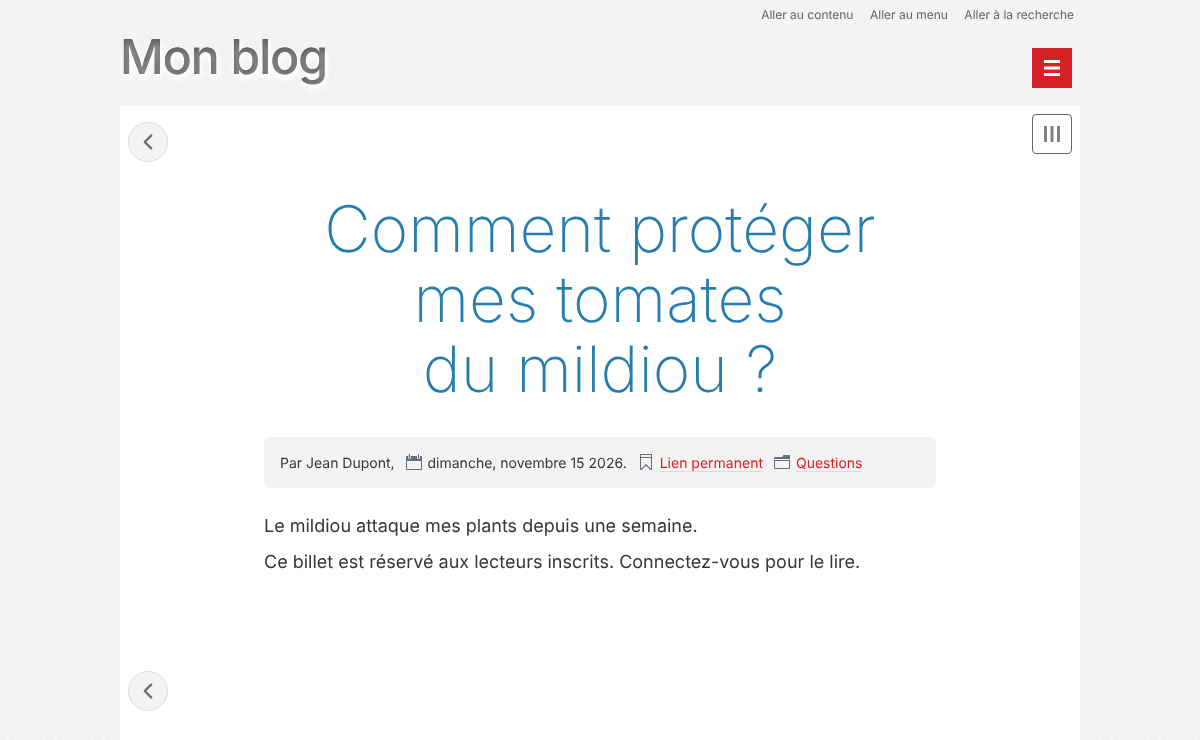 Aller au contenu Aller au menu Aller à la recherche
Mon blog
Comment protéger
mes tomates
du mildiou ?
Par Jean Dupont, dimanche, novembre 15 2026. Lien permanent Questions
Le mildiou attaque mes plants depuis une semaine.
Ce billet est réservé aux lecteurs inscrits. Connectez-vous pour le lire.